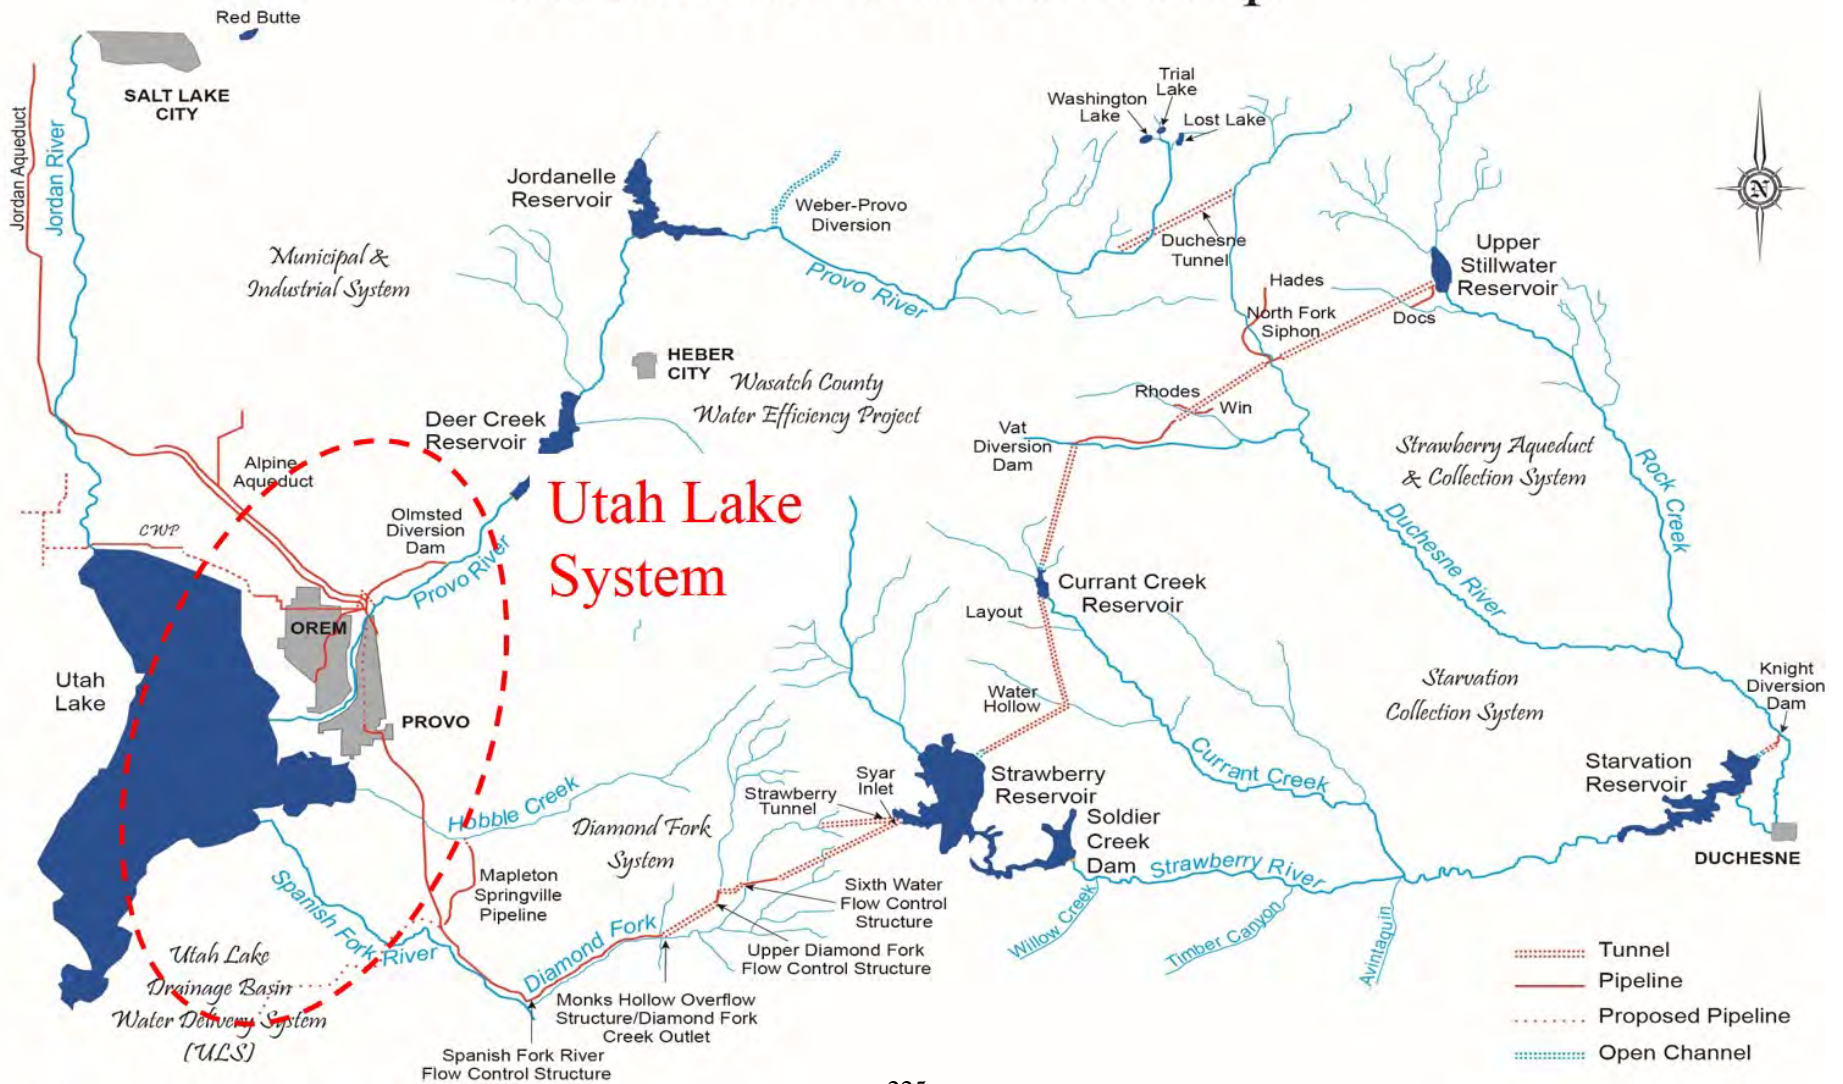 Red Butte
SALT LAKE
CITY
Jordan Aqueduct
Jordan River
Municipal &
Industrial System
Jordanelle
Reservoir
Weber-Provo
Diversion
Provo River
Washington
Lake
Trial
Lake
Lost Lake
Duchesne
Tunnel
Hades
North Fork
Siphon
Docs
Upper
Stillwater
Reservoir
N
HEBER
CITY
Wasatch County
Water Efficiency Project
Deer Creek
Reservoir
Rhodes
Win
Vat
Diversion
Dam
Strawberry Aqueduct
& Collection System
Rock Creek
Duchesne River
Alpine
Aqueduct
Olmsted
Diversion
Dam
CWP
Provo River
Utah Lake
System
OREM
PROVO
Utah
Lake
Currant Creek
Reservoir
Layout
Water
Hollow
Starvation
Collection System
Knight
Diversion
Dam
Starvation
Reservoir
DUCHESNE
Currant Creek
Strawberry
Reservoir
Syar
Inlet
Strawberry
Tunnel
Soldier
Creek
Dam
Strawberry River
Willow Creek
Timber Canyon
Avintaquin
Hobble Creek
Diamond Fork
System
Mapleton
Springville
Pipeline
Sixth Water
Flow Control
Structure
Upper Diamond Fork
Flow Control Structure
Diamond Fork
Monks Hollow Overflow
Structure/Diamond Fork
Creek Outlet
Spanish Fork River
Spanish Fork River
Flow Control Structure
Utah Lake
Drainage Basin
Water Delivery System
(ULS)
Tunnel
Pipeline
Proposed Pipeline
Open Channel